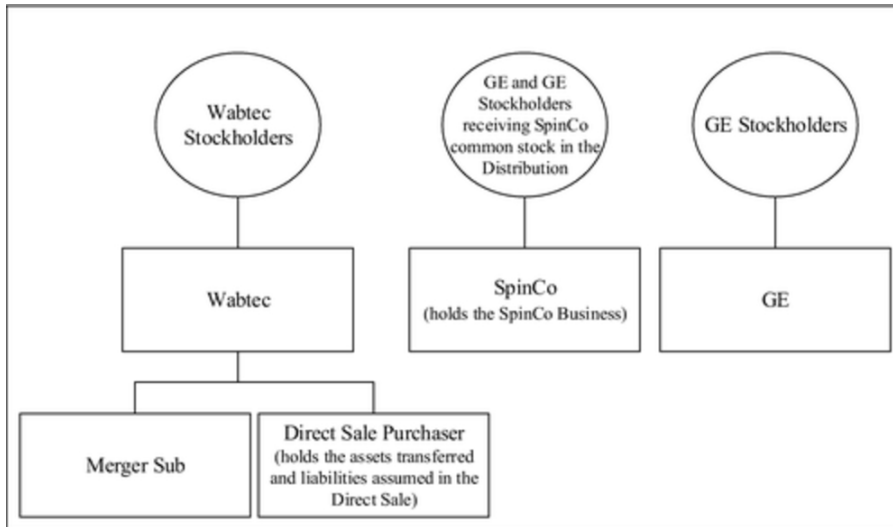 Wabtec
Stockholders
GE and GE
Stockholders
receiving SpinCo
common stock in the
Distribution
GE Stockholders
Wabtec
SpinCo
(holds the SpinCo Business)
GE
Merger Sub
Direct Sale Purchaser
(holds the assets transferred
and liabilities assumed in the
Direct Sale)